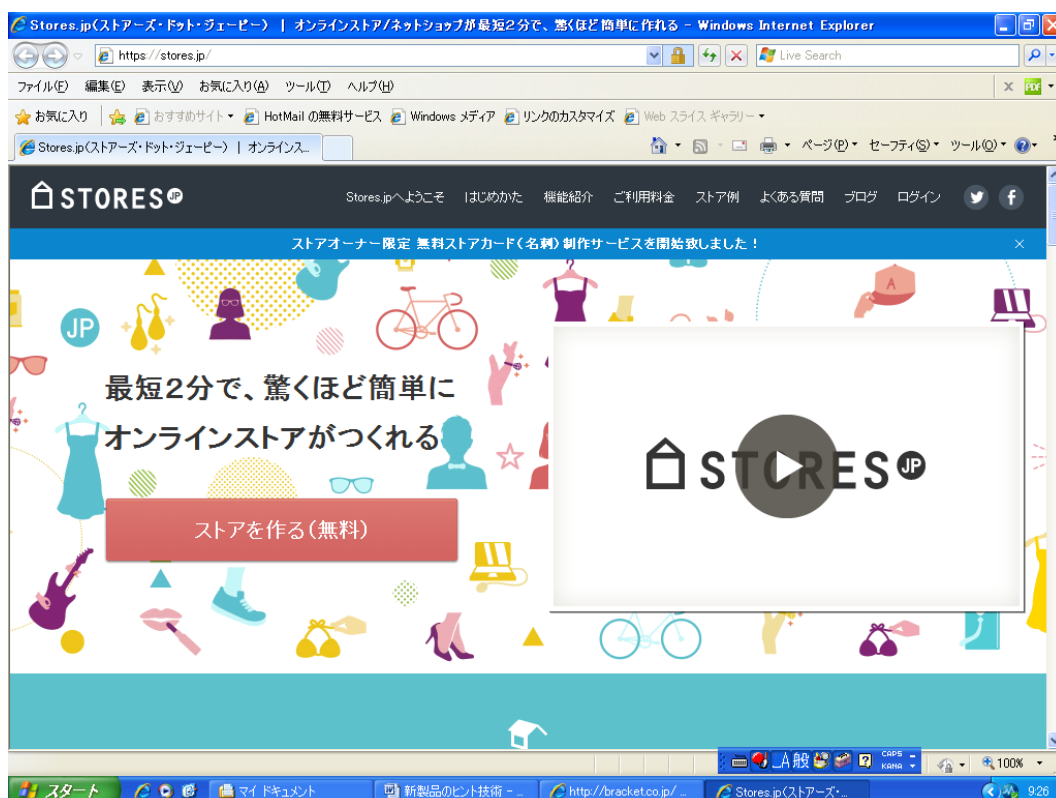 Stores.jp(ストアーズ・ドット・ジェーピー) | オンラインストア/ネットショップが最短2分で、驚くほど簡単に作れる - Windows Internet Explorer
https://stores.jp/
Live Search
ファイル(F) 編集(E) 表示(V) お気に入り(A) ツール(T) ヘルプ(H)
PDF
お気に入り おすすめサイト HotMail の無料サービス Windows メディア リンクのカスタマイズ Web スライス ギャラリー
Stores.jp(ストアーズ・ドット・ジェーピー) | オンラインス... ページ(P) セーフティ(S) ツール(O)
STORES JP Stores.jpへようこそ はじめかた 機能紹介 ご利用料金 ストア例 よくある質問 ブログ ログイン
ストアオーナー限定 無料ストアカード(名刺)制作サービスを開始致しました!
A
JP
最短2分で、驚くほど簡単に
オンラインストアがつくれる
STORES JP
ストアを作る(無料)
A般 CAPS KANA
100%
スタート マイ ドキュメント 新製品のヒント技術 - ... http://bracket.co.jp/ ... Stores.jp(ストアーズ・... 9:26